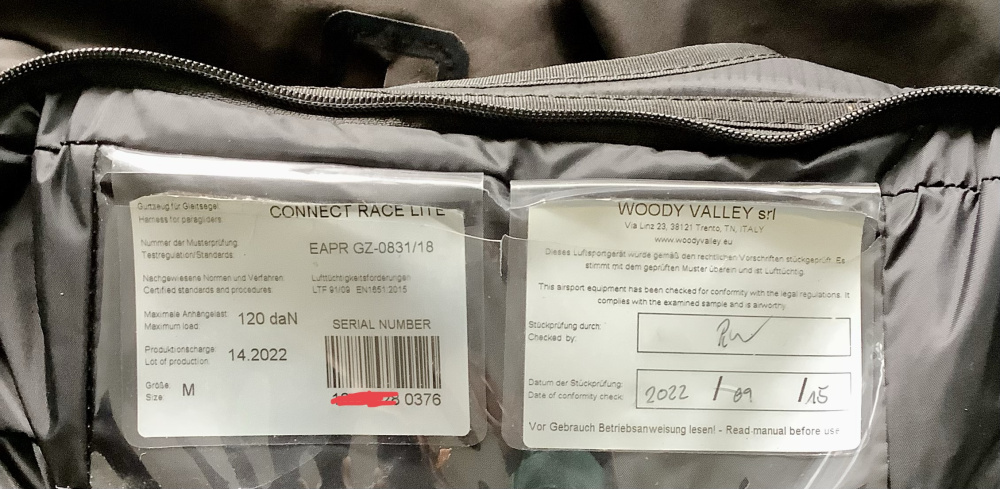 Gurtzeug für Gleitsegel
Harness for paragliders:
CONNECT RACE LITE
Nummer der Musterprüfung
Testregulation/Standards:
EAPR GZ-0831/18
Nachgewiesene Normen und Verfahren:
Certified standards and procedures:
Lufttüchtigkeitsforderungen
LTF 91/09 EN1651:2015
Maximale Anhängelast:
Maximum load:
120 daN
SERIAL NUMBER
Produktionscharge:
Lot of production:
14.2022
Größe:
Size:
M
28 0376
WOODY VALLEY srl
Via Linz 23, 38121 Trento, TN, ITALY
www.woodyvalley.eu
Dieses Luftsportgerät wurde gemäß den rechtlichen Vorschriften stückgeprüft. Es
stimmt mit dem geprüften Muster überein und ist Lufttüchtig.
This airsport equipment has been checked for conformity with the legal regulations. It
complies with the examined sample and is airworthy.
Stückprüfung durch:
Checked by:
Datum der Stückprüfung:
Date of conformity check:
2022 / 09 / 15
Vor Gebrauch Betriebsanweisung lesen! - Read manual before use